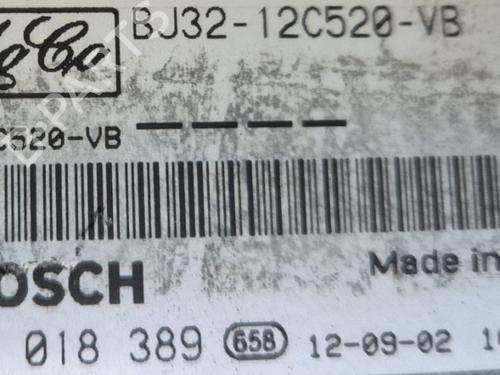 BJ32-12C520-VB
C520-VB
BOSCH
Made in
018 389 658 12-09-02